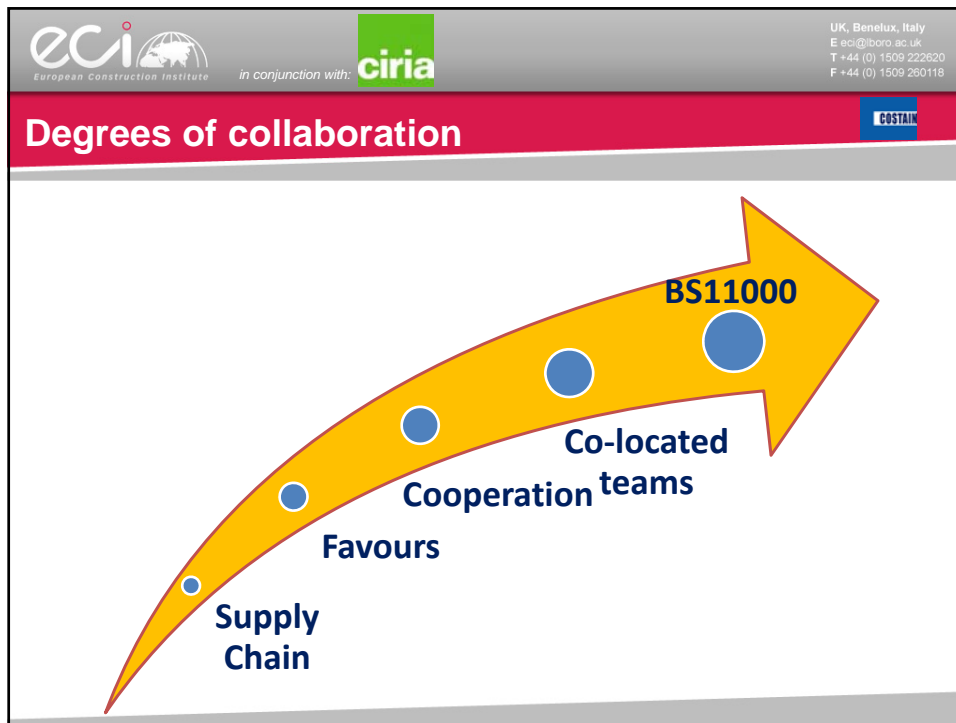 eCi
European Construction Institute
in conjunction with:
ciria
UK, Benelux, Italy
E eci@lboro.ac.uk
T +44 (0) 1509 222620
F +44 (0) 1509 260118
Degrees of collaboration
COSTAIN
BS11000
Co-located
teams
Cooperation
Favours
Supply
Chain